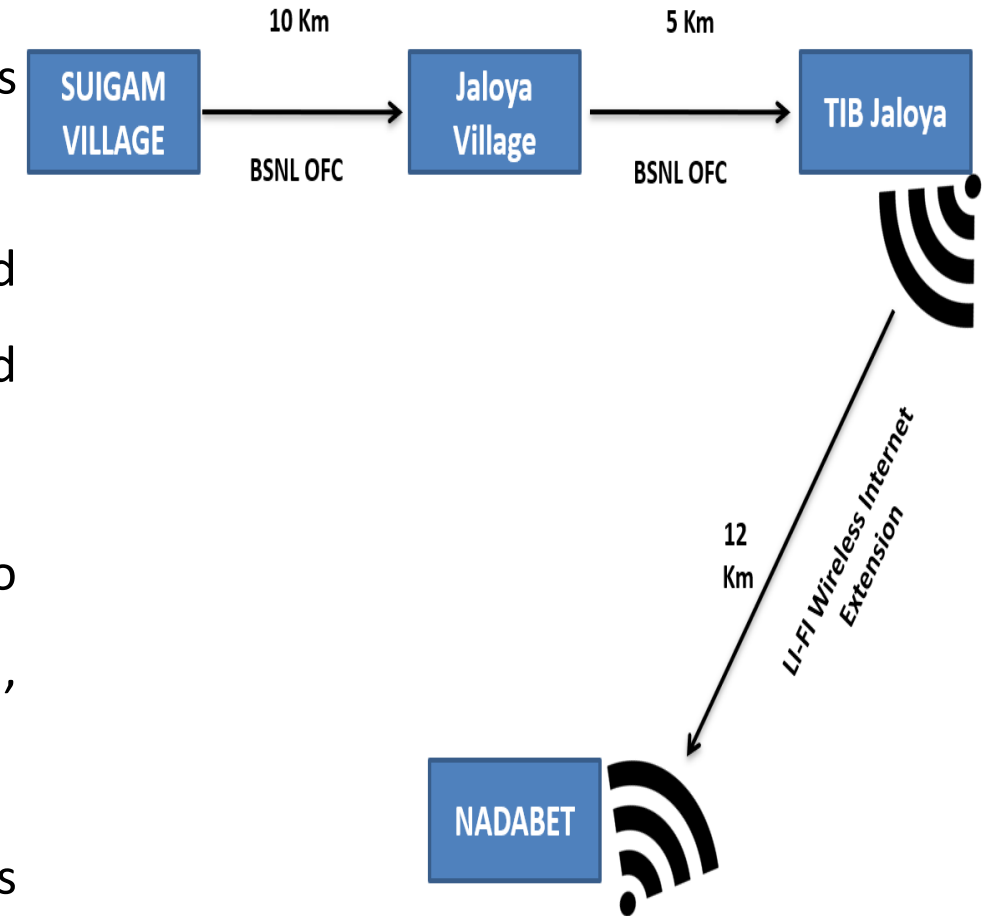 10 Km
5 Km
s
SUIGAM
VILLAGE
Jaloya
Village
TIB Jaloya
BSNL OFC
BSNL OFC
d
d
12
Km
LI-FI Wireless Internet
Extension
o
,
NADABET
s